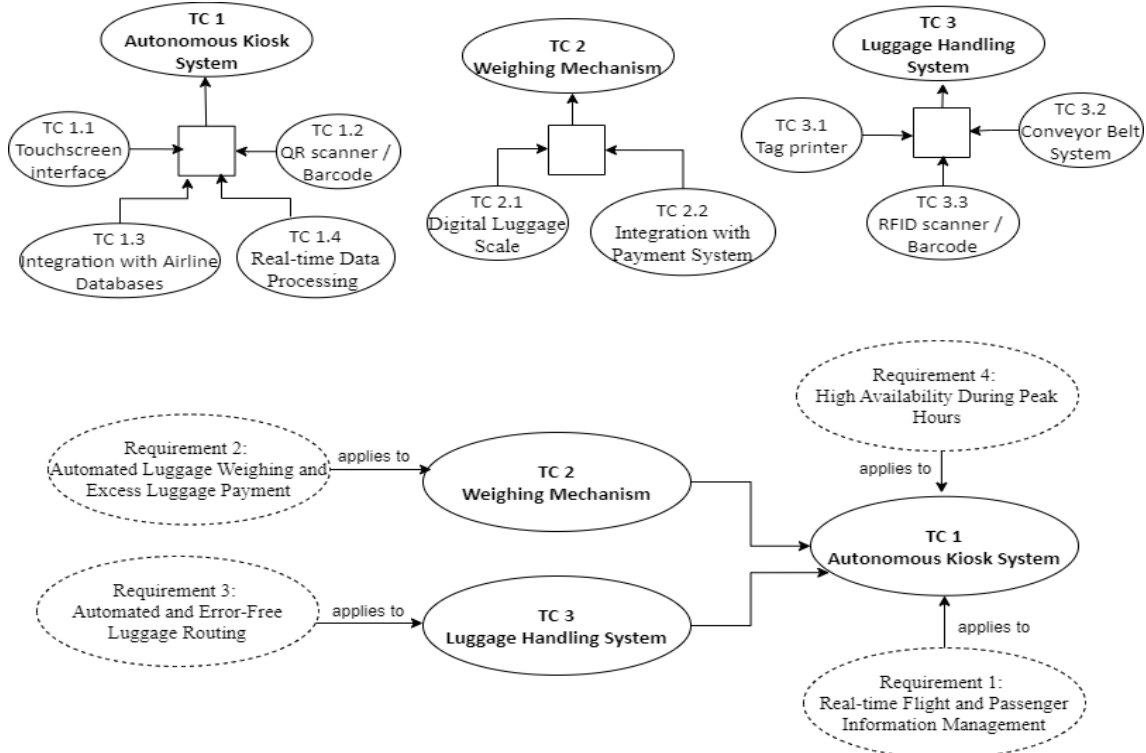 TC 1
Autonomous Kiosk
System
TC 1.1
Touchscreen
interface
TC 1.2
QR scanner /
Barcode
TC 1.3
Integration with Airline
Databases
TC 1.4
Real-time Data
Processing
TC 2
Weighing Mechanism
TC 2.1
Digital Luggage
Scale
TC 2.2
Integration with
Payment System
TC 3
Luggage Handling
System
TC 3.1
Tag printer
TC 3.2
Conveyor Belt
System
TC 3.3
RFID scanner /
Barcode
Requirement 4:
High Availability During Peak
Hours
applies to
Requirement 2:
Automated Luggage Weighing and
Excess Luggage Payment
applies to
TC 2
Weighing Mechanism
TC 1
Autonomous Kiosk System
Requirement 3:
Automated and Error-Free
Luggage Routing
applies to
TC 3
Luggage Handling System
applies to
Requirement 1:
Real-time Flight and Passenger
Information Management